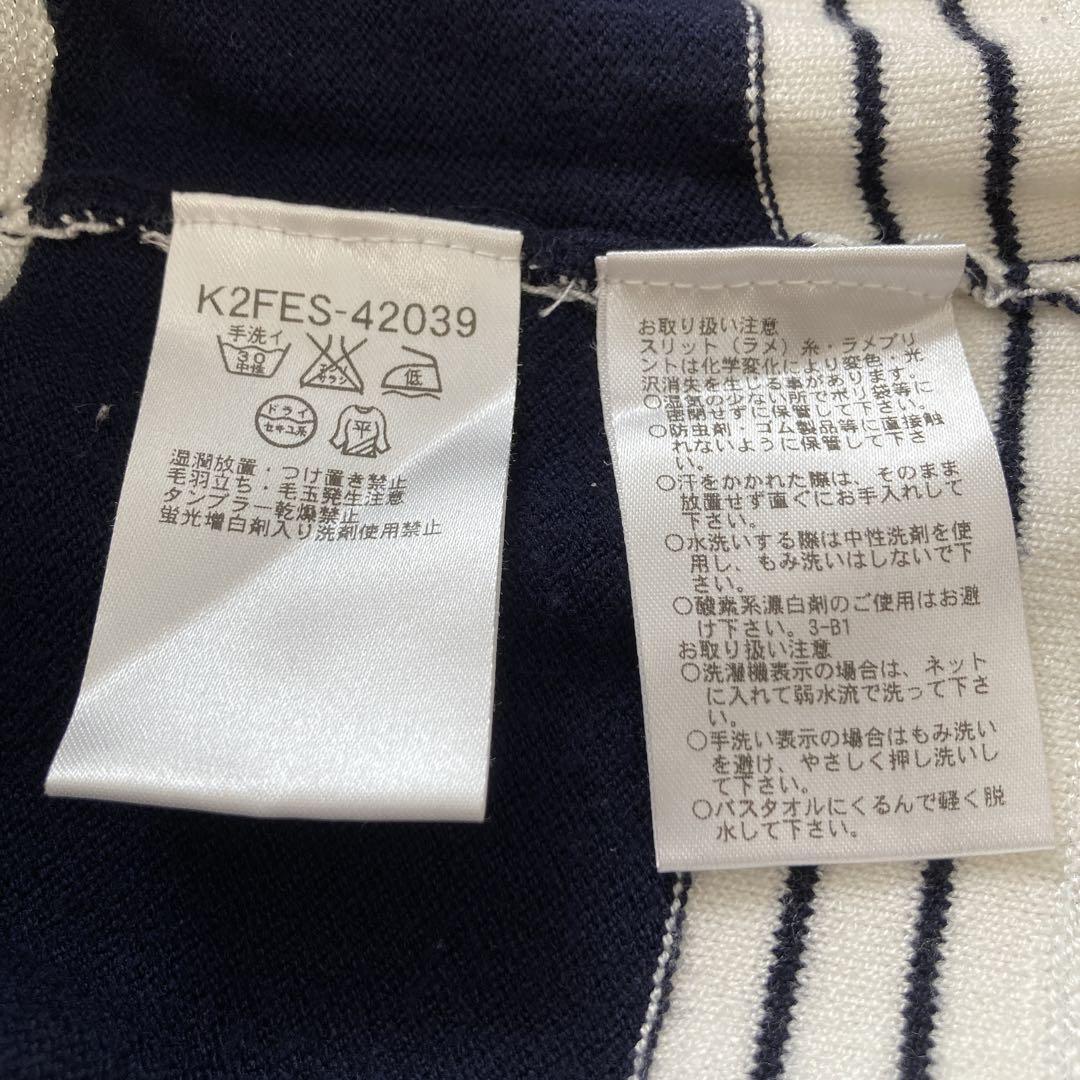 K2FES-42039
手洗イ
30
中性
エンソ
サラシ
低
ドライ
セキユ系
平
湿潤放置・つけ置き禁止
毛羽立ち・毛玉発生注意
タンブラー乾燥禁止
蛍光増白剤入り洗剤使用禁止
お取り扱い注意
スリット（ラメ）糸・ラメプリ
ントは化学変化により変色・光
沢消失を生じる事があります。
○湿気の少ない所でポリ袋等に
密閉せずに保管して下さい。
○防虫剤・ゴム製品等に直接触
れないように保管して下さ
い。
○汗をかかれた際は、そのまま
放置せず直ぐにお手入れして
下さい。
○水洗いする際は中性洗剤を使
用し、もみ洗いはしないで下
さい。
○酸素系漂白剤のご使用はお避
け下さい。3-B1
お取り扱い注意
○洗濯機表示の場合は、ネット
に入れて弱水流で洗って下さ
い。
○手洗い表示の場合はもみ洗い
を避け、やさしく押し洗いし
て下さい。
○バスタオルにくるんで軽く脱
水して下さい。